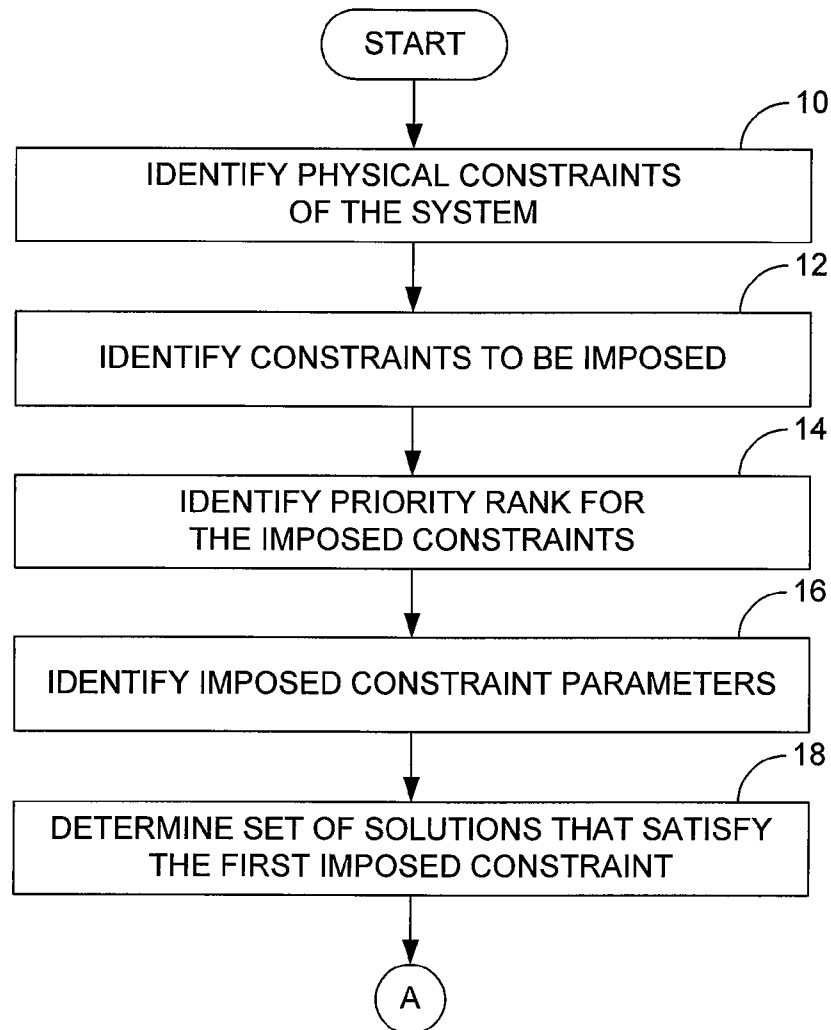 START
10
IDENTIFY PHYSICAL CONSTRAINTS
OF THE SYSTEM
12
IDENTIFY CONSTRAINTS TO BE IMPOSED
14
IDENTIFY PRIORITY RANK FOR
THE IMPOSED CONSTRAINTS
16
IDENTIFY IMPOSED CONSTRAINT PARAMETERS
18
DETERMINE SET OF SOLUTIONS THAT SATISFY
THE FIRST IMPOSED CONSTRAINT
A